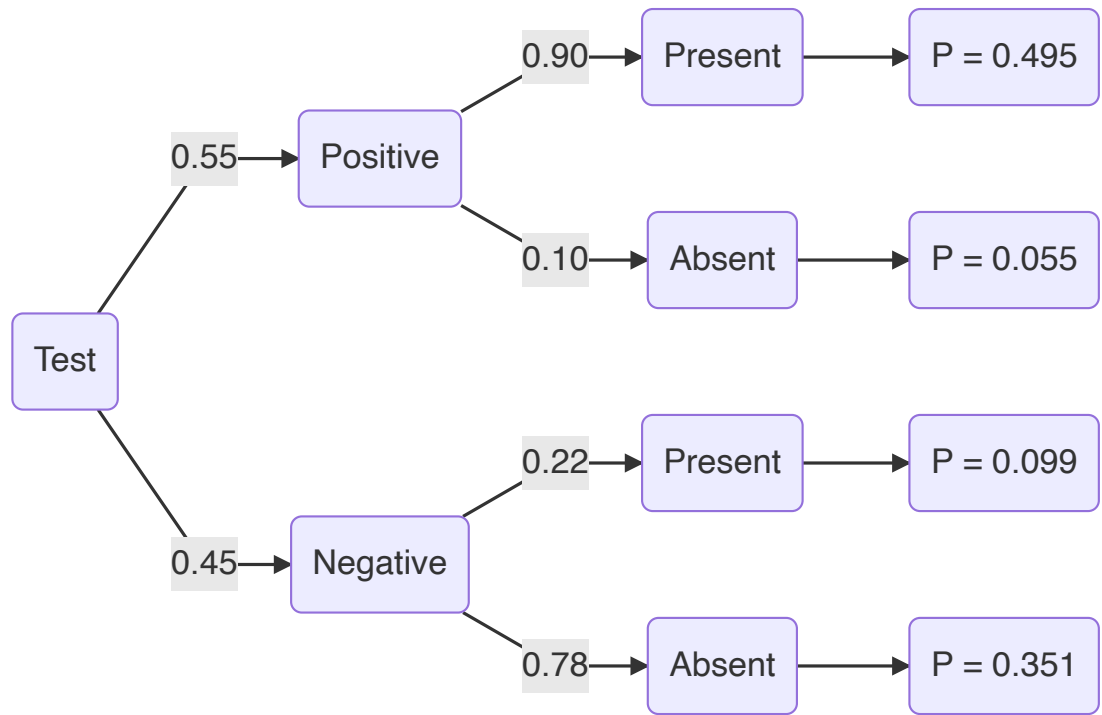 0.90
Present
P = 0.495
0.55
Positive
0.10
Absent
P = 0.055
Test
0.22
Present
P = 0.099
0.45
Negative
0.78
Absent
P = 0.351